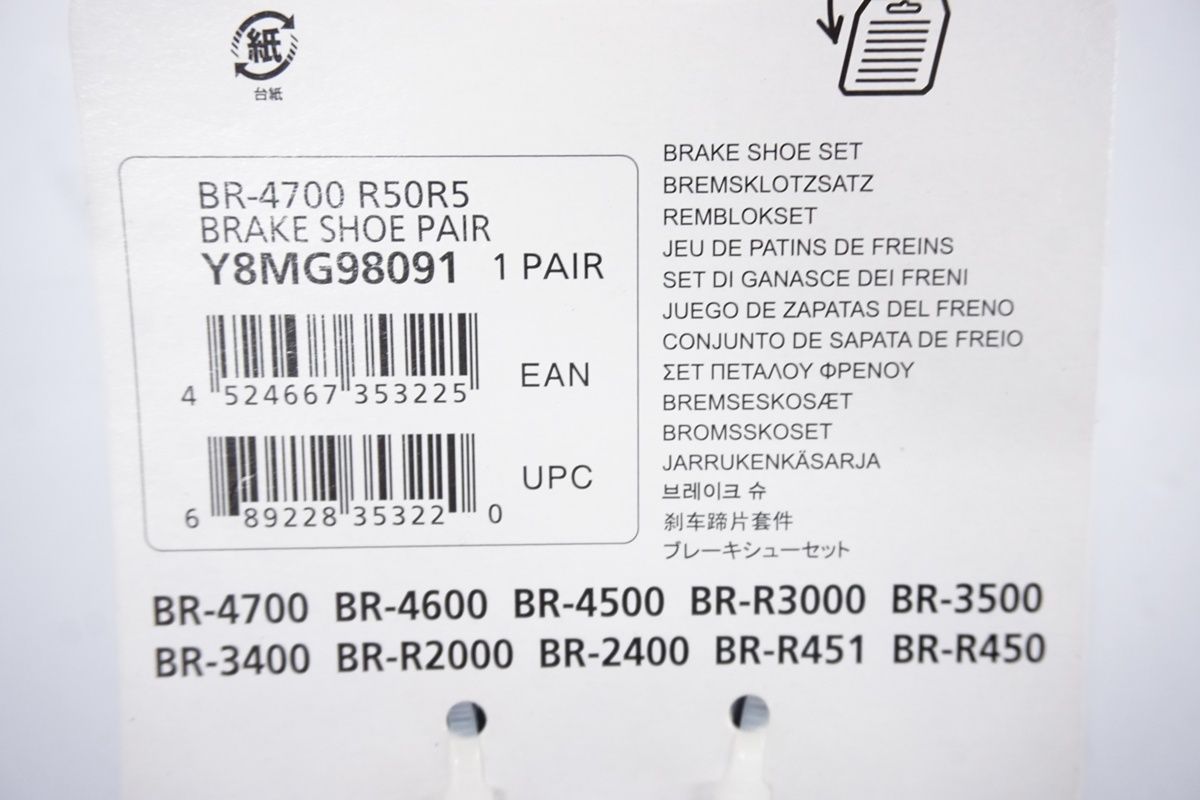 紙
台紙
BR-4700 R50R5
BRAKE SHOE PAIR
Y8MG98091 1 PAIR
4 524667 353225
EAN
6 89228 35322 0
UPC
BRAKE SHOE SET
BREMSKLOTZSATZ
REMBLOKSET
JEU DE PATINS DE FREINS
SET DI GANASCE DEI FRENI
JUEGO DE ZAPATAS DEL FRENO
CONJUNTO DE SAPATA DE FREIO
ΣΕΤ ΠΕΤΑΛΟΥ ΦΡΕΝΟΥ
BREMSESKOSÆT
BROMSSKOSET
JARRUKENKÄSARJA
브레이크 슈
刹车蹄片套件
ブレーキシューセット
BR-4700 BR-4600 BR-4500 BR-R3000 BR-3500
BR-3400 BR-R2000 BR-2400 BR-R451 BR-R450